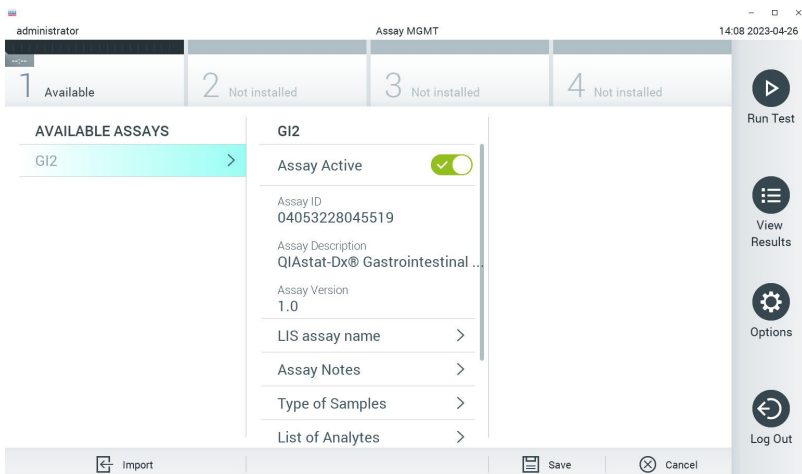 administrator
Assay MGMT
14:08 2023-04-26
--:--
1 Available
2 Not installed
3 Not installed
4 Not installed
Run Test
View
Results
Options
Log Out
AVAILABLE ASSAYS
GI2
GI2
Assay Active
Assay ID
04053228045519
Assay Description
QIAstat-Dx® Gastrointestinal ...
Assay Version
1.0
LIS assay name
Assay Notes
Type of Samples
List of Analytes
Import
Save
Cancel